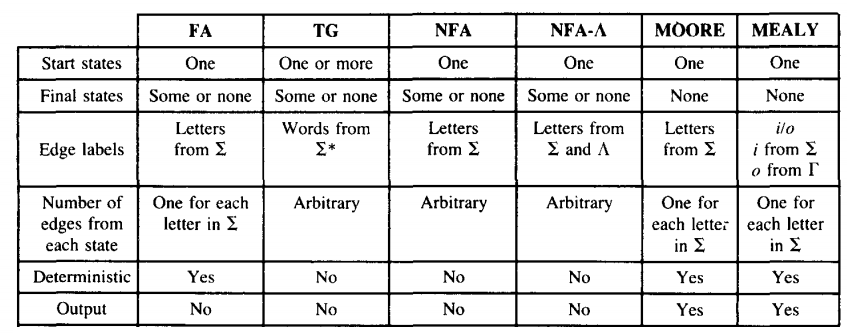 FA TG NFA NFA-Λ MOORE MEALY
Start states One One or more One One One One
Final states Some or none Some or none Some or none Some or none None None
Edge labels Letters from Σ Words from Σ* Letters from Σ Letters from Σ and Λ Letters from Σ i/o i from Σ o from Γ
Number of edges from each state One for each letter in Σ Arbitrary Arbitrary Arbitrary One for each letter in Σ One for each letter in Σ
Deterministic Yes No No No Yes Yes
Output No No No No Yes Yes